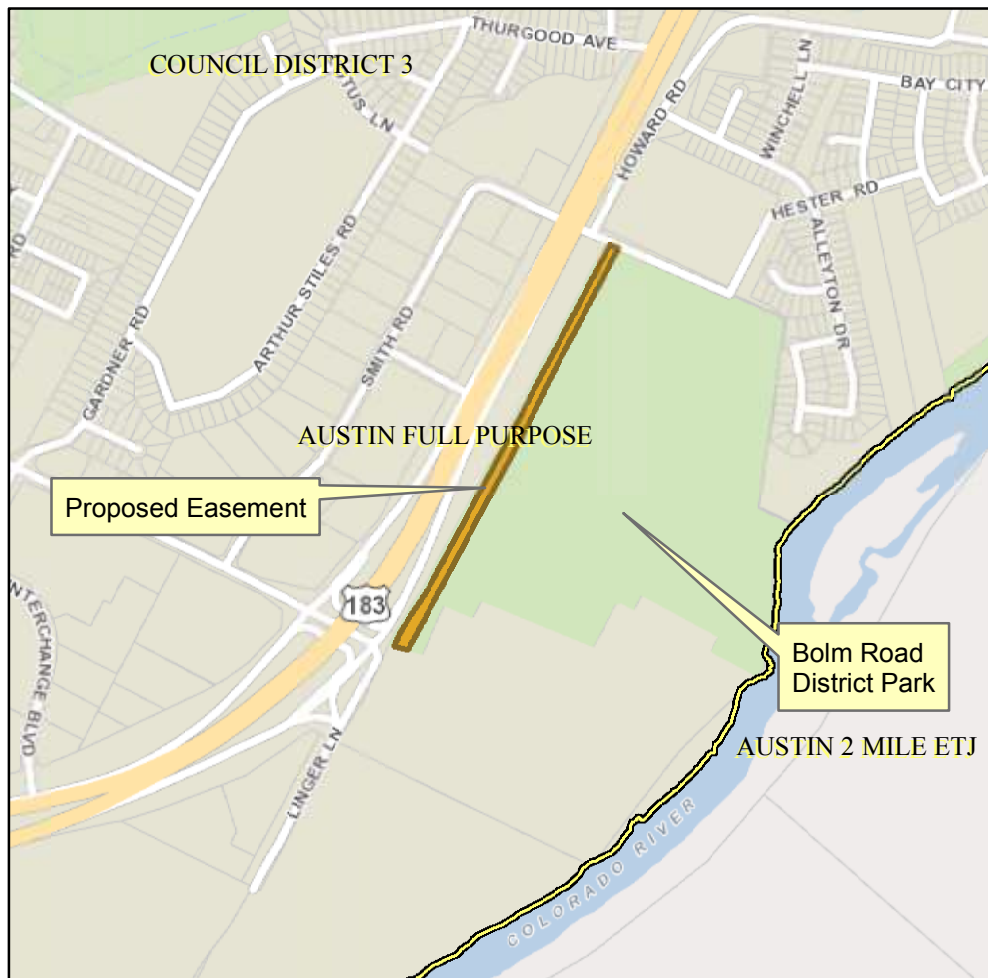 THURGOOD AVE
COUNCIL DISTRICT 3
BAY CITY
WINCHELL LN
HOWARD RD
HESTER RD
ALLEYTON DR
ARTHUR STILES RD
SMITH RD
GARDNER RD
RD
AUSTIN FULL PURPOSE
Proposed Easement
183
Bolm Road
District Park
AUSTIN 2 MILE ETJ
NTERCHANGE BLVD
LINGER LN
COLORADO RIVER